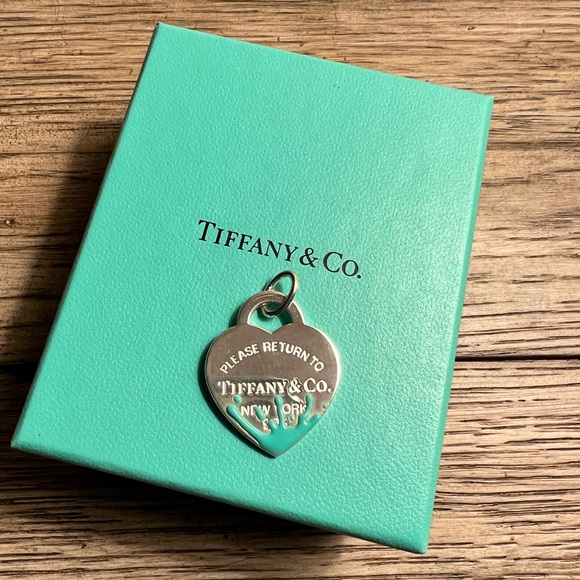 TIFFANY & CO.
PLEASE RETURN TO
TIFFANY & CO.
NEW YORK